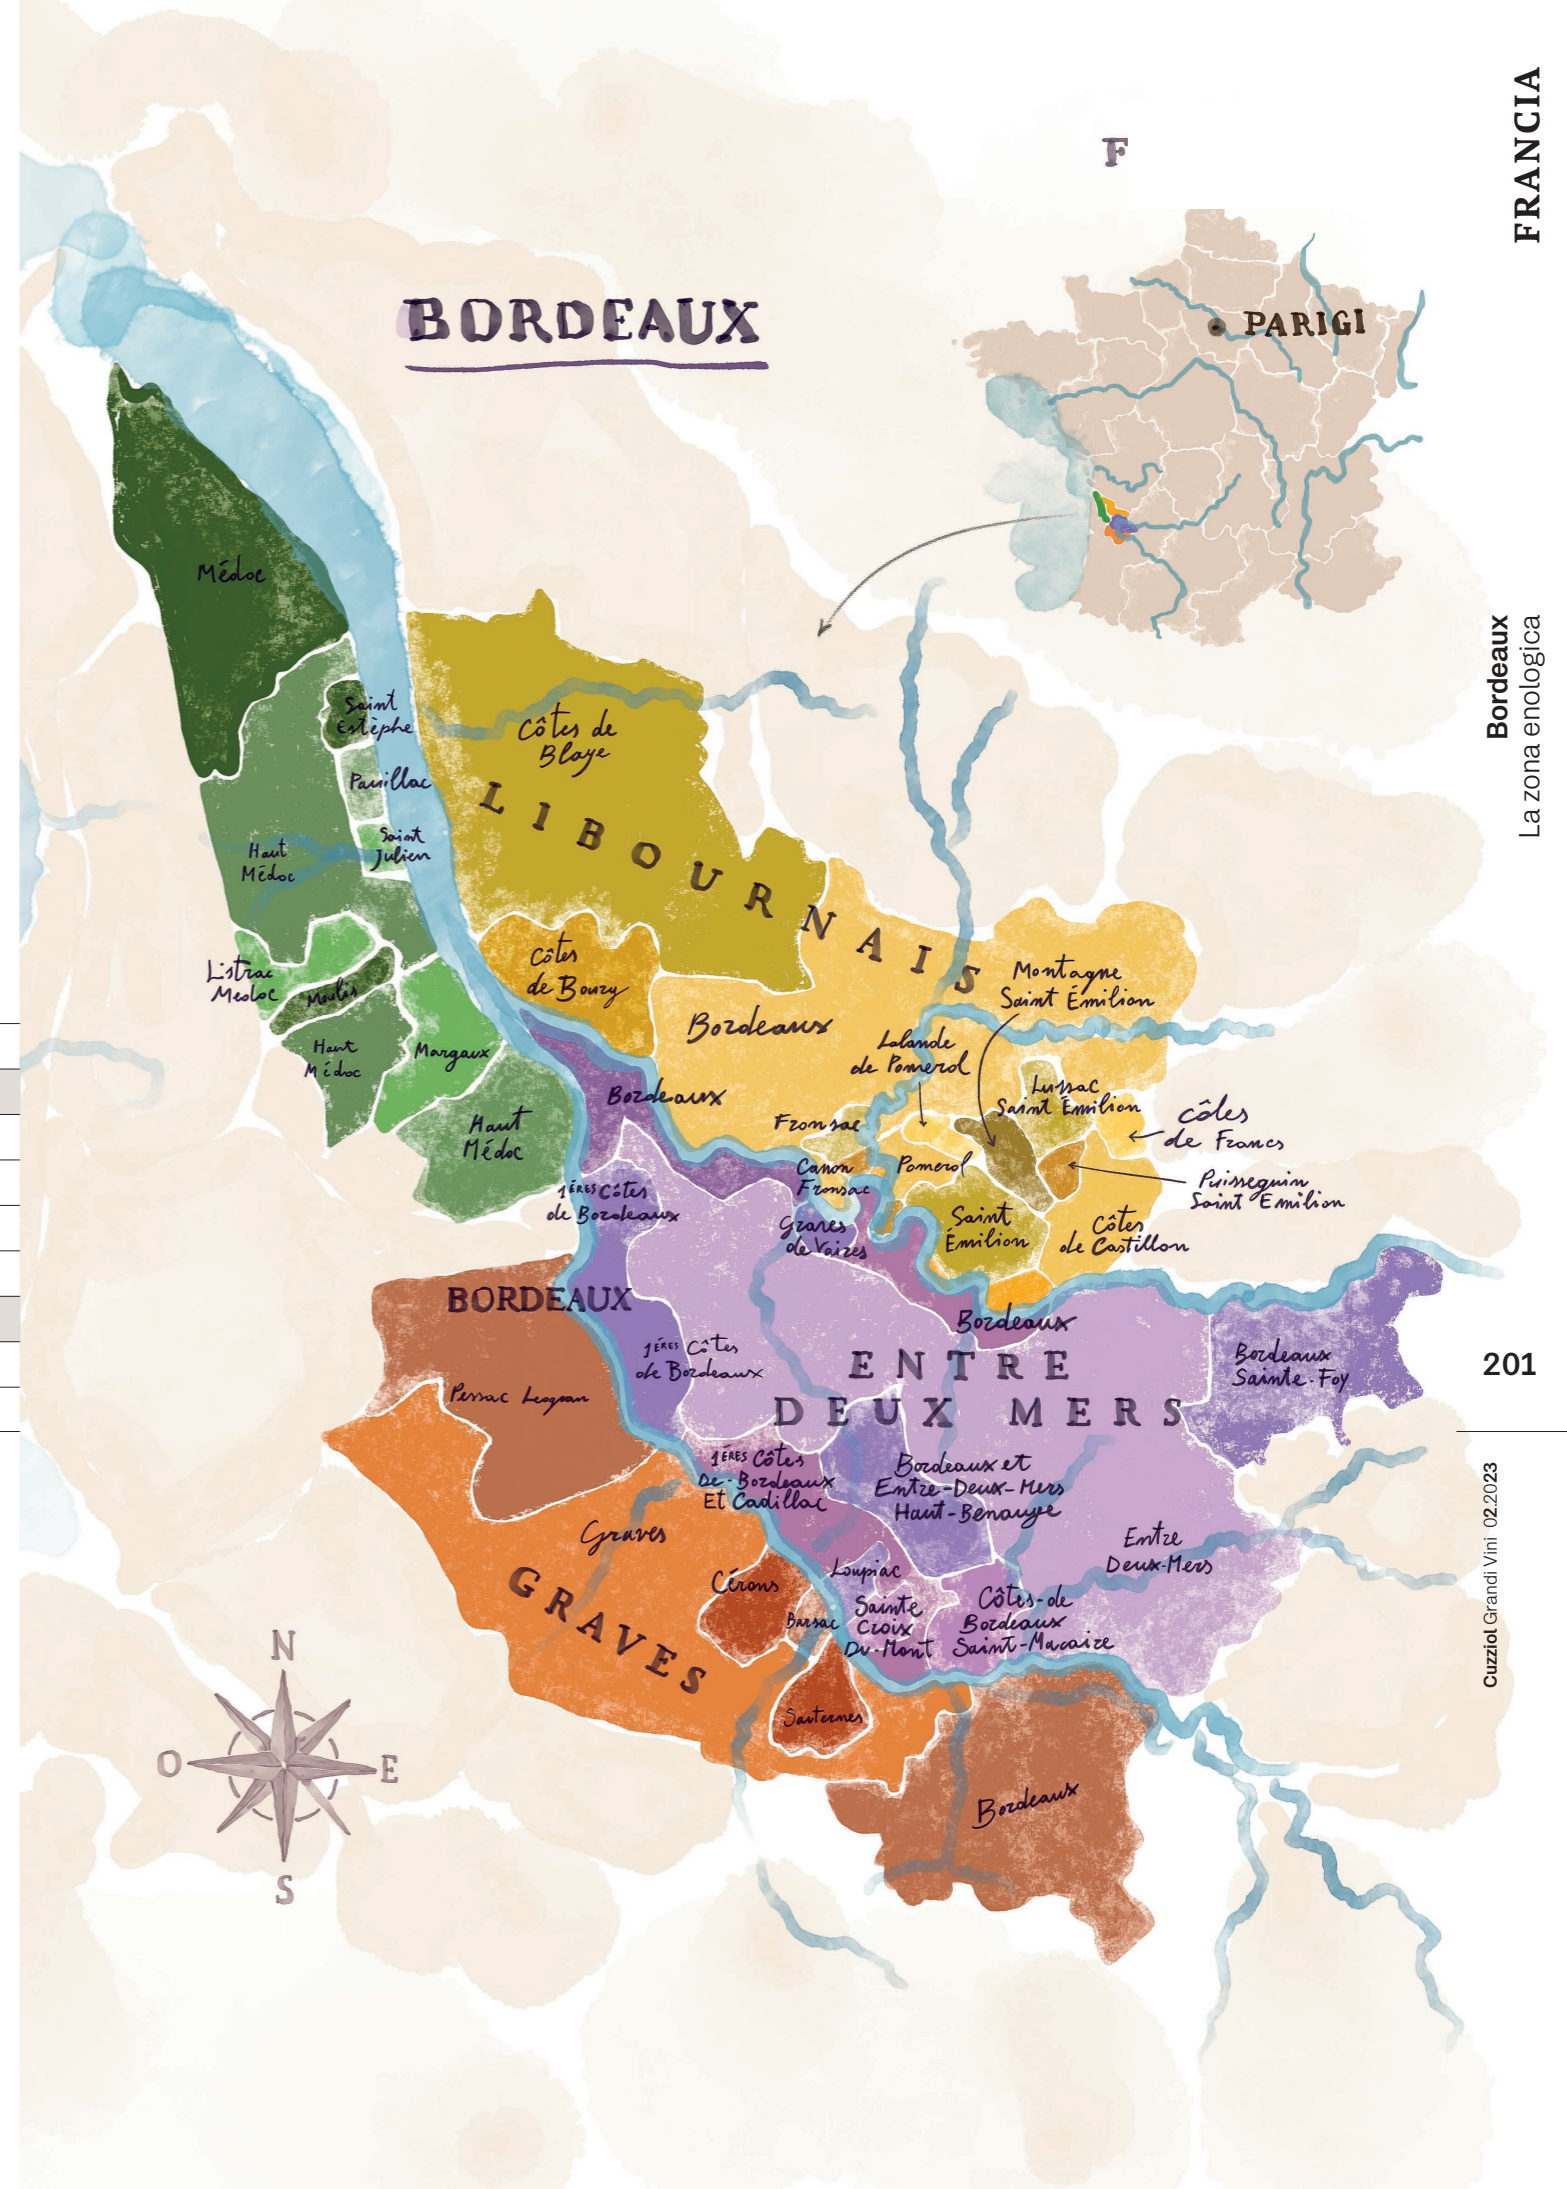 FRANCIA
F
BORDEAUX
PARIGI
Bordeaux
La zona enologica
Médoc
Saint
Estèphe
Pauillac
Saint
Julien
Haut
Médoc
Listrac
Medoc
Moulis
Haut
Médoc
Margaux
Haut
Médoc
Côtes de
Blaye
LIBOURNAIS
Côtes
de Bourg
Bordeaux
Bordeaux
Montagne
Saint Émilion
Lalande
de Pomerol
Lussac
Saint Émilion
Côles
de Francs
Fronsac
Canon
Fronsac
Pomerol
Puisseguin
Saint Emilion
Saint
Émilion
Côtes
de Castillon
1ÈRES Côtes
de Bordeaux
Graves
de Vaires
BORDEAUX
1ÈRES Côtes
de Bordeaux
Bordeaux
ENTRE
DEUX MERS
Bordeaux
Sainte-Foy
201
Pessac Leognan
1ÈRES Côtes
De-Bordeaux
Et Cadillac
Bordeaux et
Entre-Deux-Mers
Haut-Benauge
Graves
Entre
Deux-Mers
GRAVES
Cérons
Barsac
Loupiac
Sainte
Croix
Du-Mont
Côtes-de
Bordeaux
Saint-Macaire
Sauternes
Bordeaux
N
O
E
S
Cuzziol Grandi Vini 02.2023